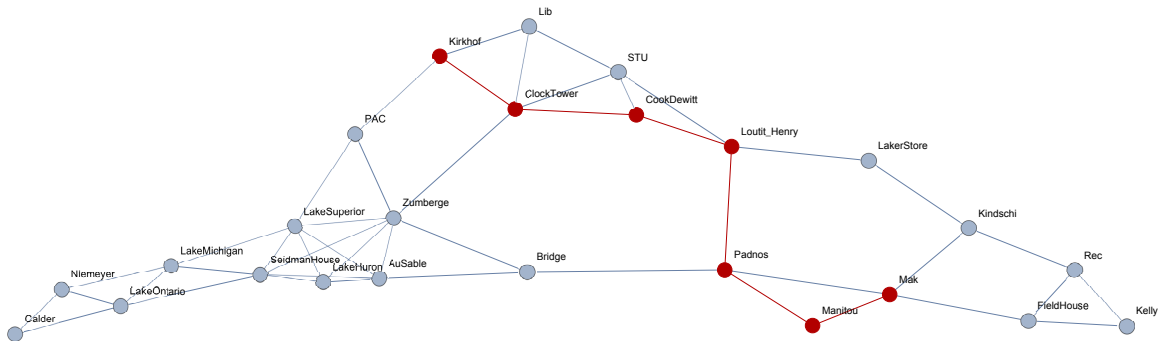 Lib
Kirkhof
STU
ClockTower
CookDewitt
PAC
Loutit_Henry
LakerStore
Zumberge
LakeSuperior
Kindschi
LakeMichigan
SeidmanHouse
LakeHuron
AuSable
Bridge
Padnos
Rec
Niemeyer
LakeOntario
Mak
Calder
Manitou
FieldHouse
Kelly